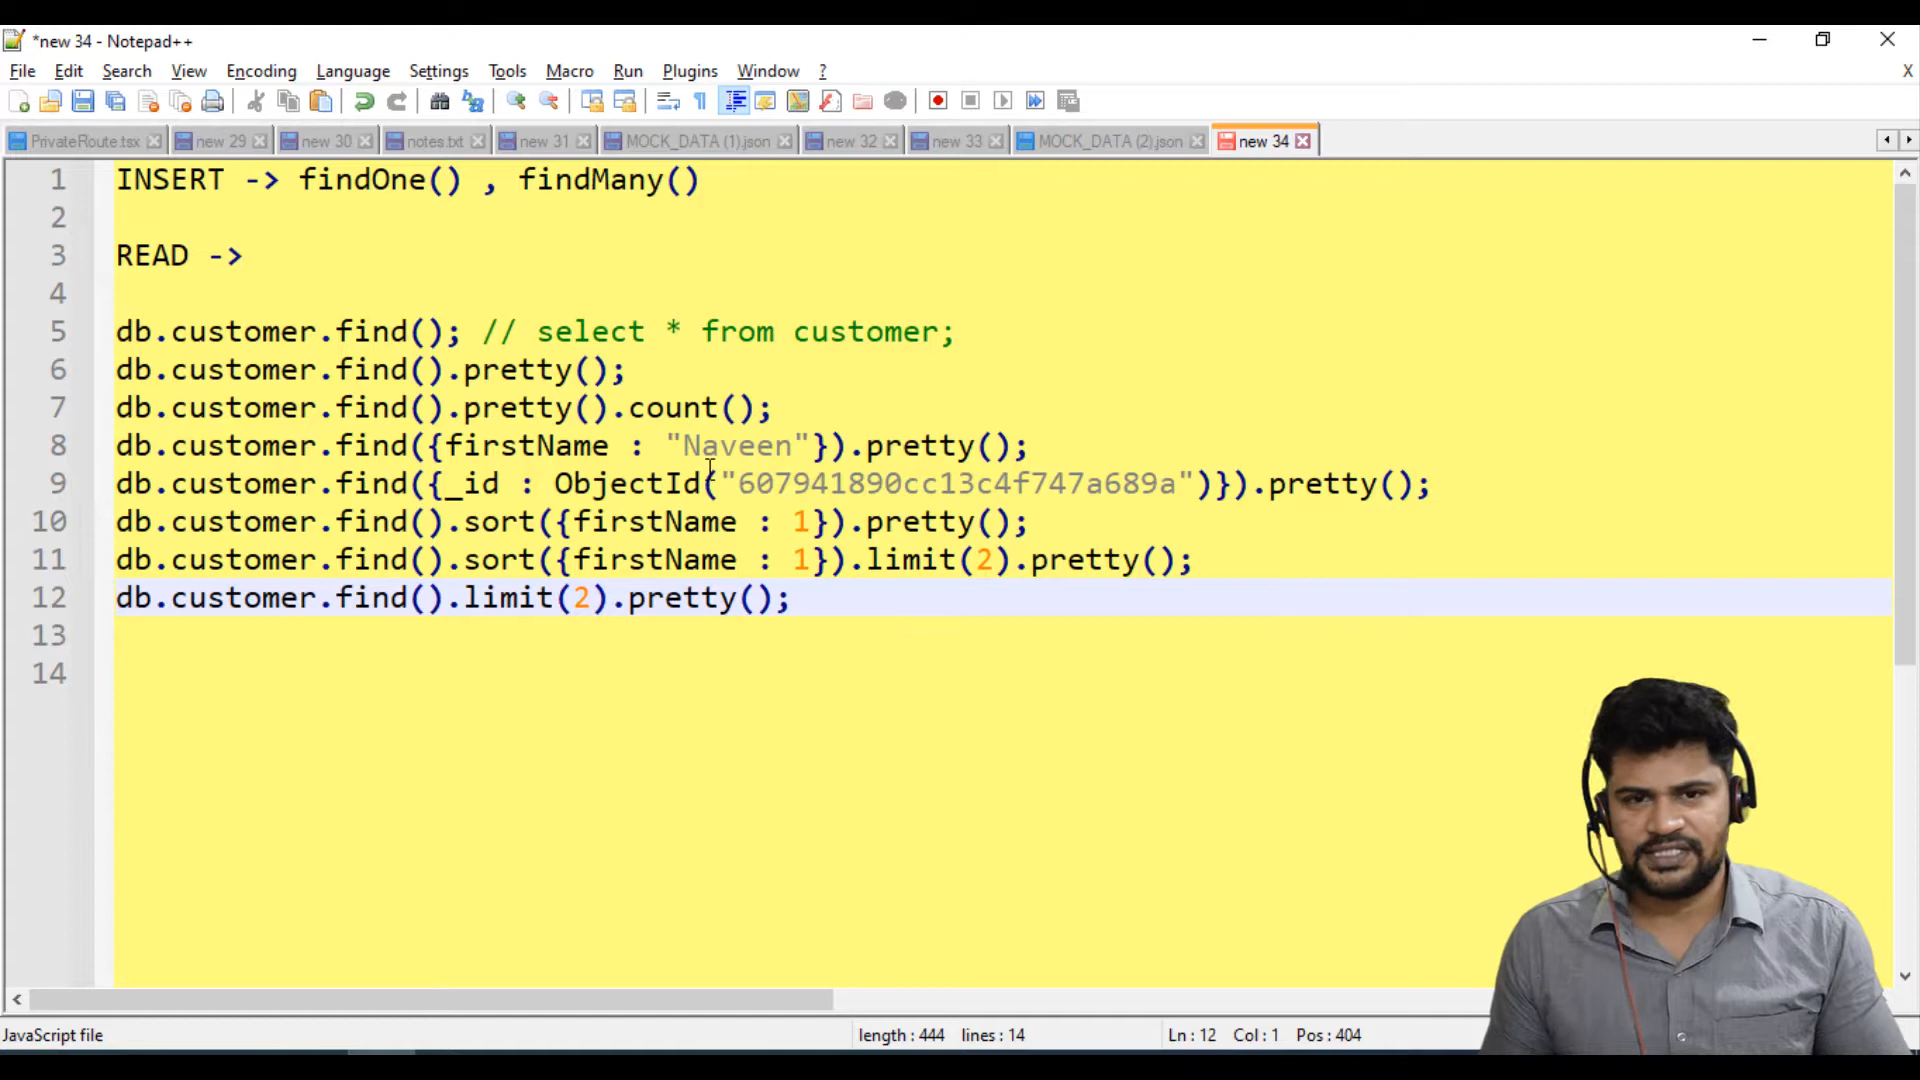 *new 34 - Notepad++
File Edit Search View Encoding Language Settings Tools Macro Run Plugins Window ?
X
PrivateRoute.tsx new 29 new 30 notes.txt new 31 MOCK_DATA (1).json new 32 new 33 MOCK_DATA (2).json new 34
1 INSERT -> findOne() , findMany()
2
3 READ ->
4
5 db.customer.find(); // select * from customer;
6 db.customer.find().pretty();
7 db.customer.find().pretty().count();
8 db.customer.find({firstName : "Naveen"}).pretty();
9 db.customer.find({_id : ObjectId("607941890cc13c4f747a689a")}).pretty();
10 db.customer.find().sort({firstName : 1}).pretty();
11 db.customer.find().sort({firstName : 1}).limit(2).pretty();
12 db.customer.find().limit(2).pretty();
13
14
JavaScript file length : 444 lines : 14 Ln : 12 Col : 1 Pos : 404